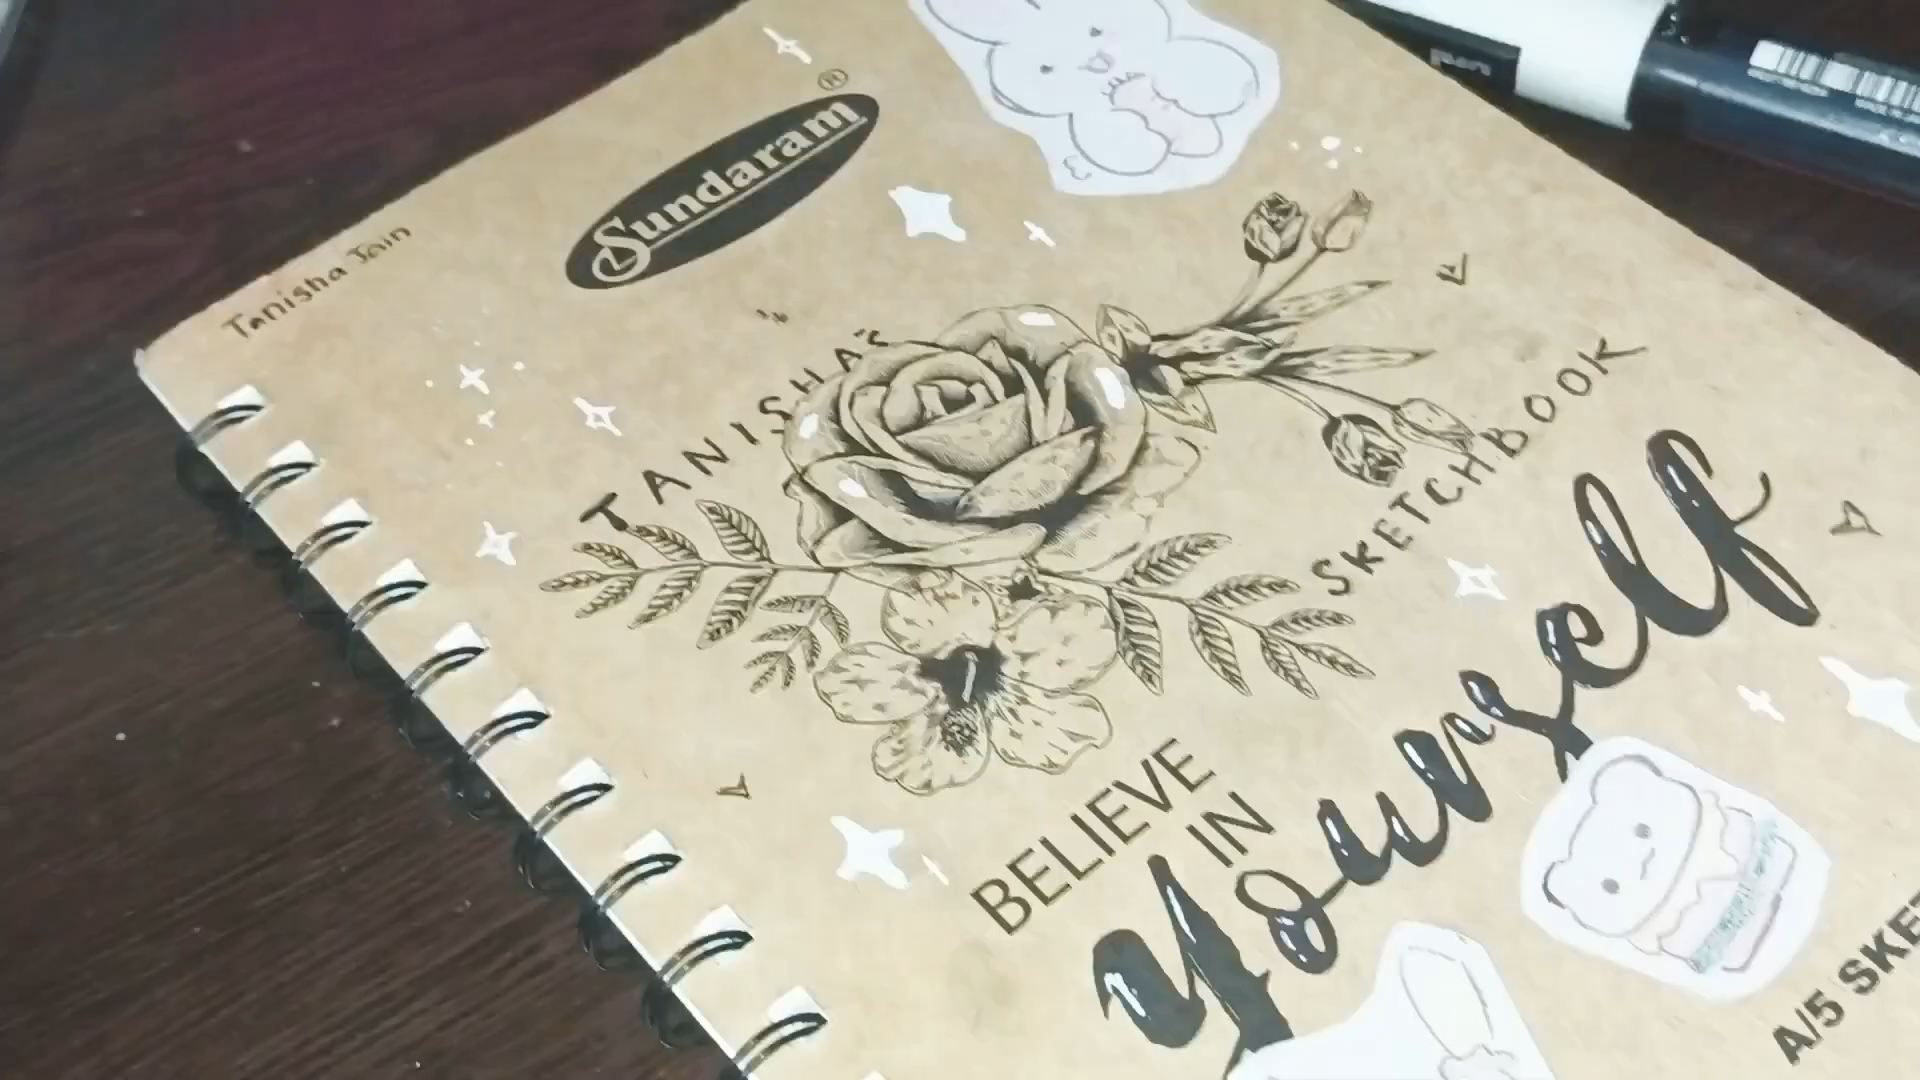 Tanisha Jain
Sundaram®
TANISHA'S
SKETCHBOOK
BELIEVE
IN
yourself
A/5 SKE